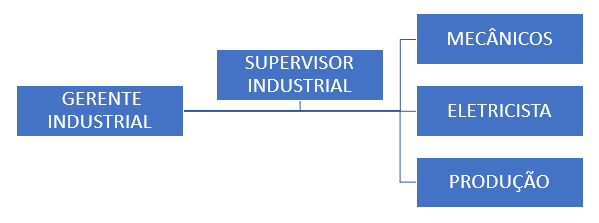 GERENTE
INDUSTRIAL
SUPERVISOR
INDUSTRIAL
MECÂNICOS
ELETRICISTA
PRODUÇÃO